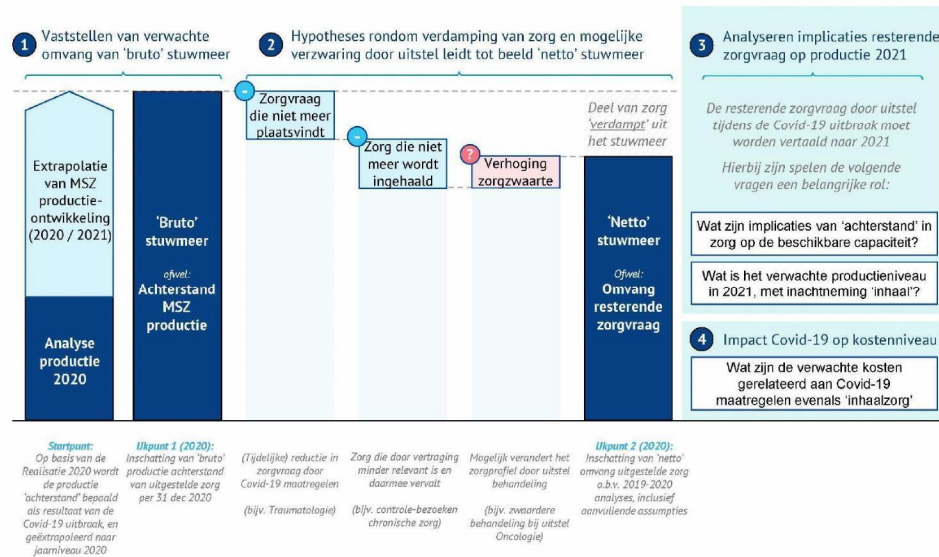 1 Vaststellen van verwachte
omvang van 'bruto' stuwmeer
2 Hypotheses rondom verdamping van zorg en mogelijke
verzwaring door uitstel leidt tot beeld 'netto' stuwmeer
3 Analyseren implicaties resterende
zorgvraag op productie 2021
Extrapolatie
van MSZ
productie-
ontwikkeling
(2020 / 2021)
Analyse
productie
2020
'Bruto'
stuwmeer
ofwel:
Achterstand
MSZ
productie
-
Zorgvraag
die niet meer
plaatsvindt
-
Zorg die niet
meer wordt
ingehaald
?
Verhoging
zorgzwaarte
Deel van zorg
'verdampt' uit
het stuwmeer
'Netto'
stuwmeer
Ofwel:
Omvang
resterende
zorgvraag
De resterende zorgvraag door uitstel
tijdens de Covid-19 uitbraak moet
worden vertaald naar 2021
Hierbij zijn spelen de volgende
vragen een belangrijke rol:
Wat zijn implicaties van 'achterstand' in
zorg op de beschikbare capaciteit?
Wat is het verwachte productieniveau
in 2021, met inachtneming 'inhaal'?
4 Impact Covid-19 op kostenniveau
Wat zijn de verwachte kosten
gerelateerd aan Covid-19
maatregelen evenals 'inhaalzorg'
Startpunt:
Op basis van de
Realisatie 2020 wordt
de productie
'achterstand' bepaald
als resultaat van de
Covid-19 uitbraak, en
geëxtrapoleerd naar
jaarniveau 2020
IJkpunt 1 (2020):
Inschatting van 'bruto'
productie achterstand
van uitgestelde zorg
per 31 dec 2020
(Tijdelijke) reductie in
zorgvraag door
Covid-19 maatregelen
(bijv. Traumatologie)
Zorg die door vertraging
minder relevant is en
daarmee vervalt
(bijv. controle-bezoeken
chronische zorg)
Mogelijk verandert het
zorgprofiel door uitstel
behandeling
(bijv. zwaardere
behandeling bij uitstel
Oncologie)
IJkpunt 2 (2020):
Inschatting van 'netto'
omvang uitgestelde zorg
o.b.v. 2019-2020
analyses, inclusief
aanvullende assumpties